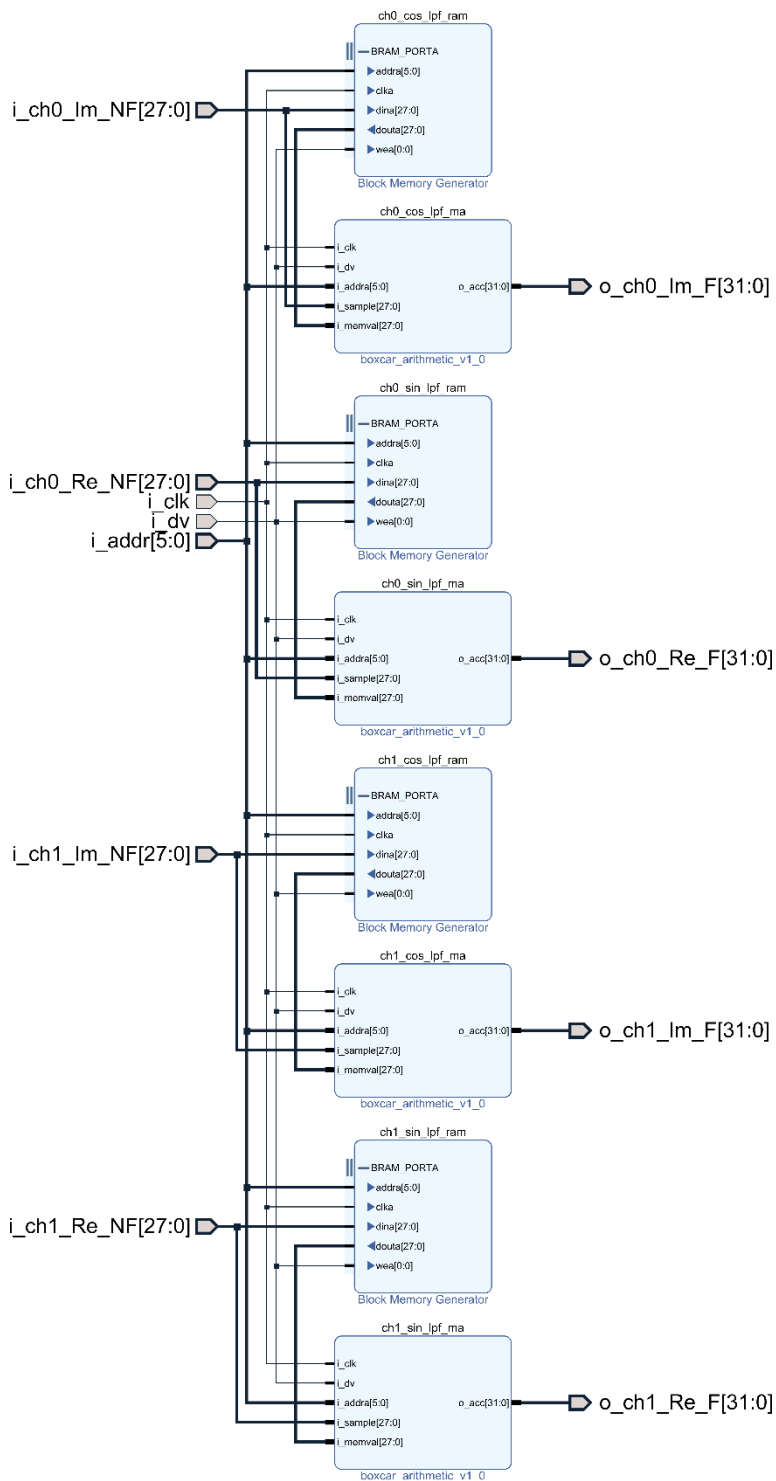 ch0_cos_lpf_ram
BRAM_PORTA
addra[5:0]
clka
i_ch0_Im_NF[27:0]
dina[27:0]
douta[27:0]
wea[0:0]
Block Memory Generator
ch0_cos_lpf_ma
i_clk
i_dv
i_addra[5:0]
o_acc[31:0]
o_ch0_Im_F[31:0]
i_sample[27:0]
i_memval[27:0]
boxcar_arithmetic_v1_0
ch0_sin_lpf_ram
BRAM_PORTA
addra[5:0]
clka
i_ch0_Re_NF[27:0]
dina[27:0]
i_clk
douta[27:0]
i_dv
wea[0:0]
i_addr[5:0]
Block Memory Generator
ch0_sin_lpf_ma
i_clk
i_dv
i_addra[5:0]
o_acc[31:0]
o_ch0_Re_F[31:0]
i_sample[27:0]
i_memval[27:0]
boxcar_arithmetic_v1_0
ch1_cos_lpf_ram
BRAM_PORTA
addra[5:0]
clka
i_ch1_Im_NF[27:0]
dina[27:0]
douta[27:0]
wea[0:0]
Block Memory Generator
ch1_cos_lpf_ma
i_clk
i_dv
i_addra[5:0]
o_acc[31:0]
o_ch1_Im_F[31:0]
i_sample[27:0]
i_memval[27:0]
boxcar_arithmetic_v1_0
ch1_sin_lpf_ram
BRAM_PORTA
addra[5:0]
clka
i_ch1_Re_NF[27:0]
dina[27:0]
douta[27:0]
wea[0:0]
Block Memory Generator
ch1_sin_lpf_ma
i_clk
i_dv
i_addra[5:0]
o_acc[31:0]
o_ch1_Re_F[31:0]
i_sample[27:0]
i_memval[27:0]
boxcar_arithmetic_v1_0